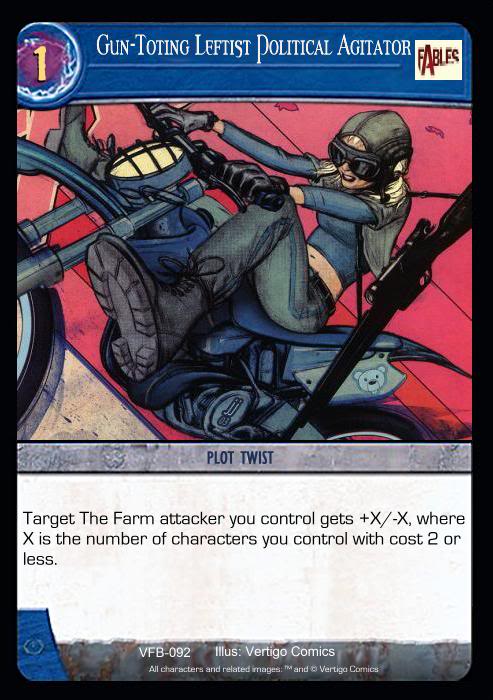 1
Gun-Toting Leftist Political Agitator
FABLES
PLOT TWIST
Target The Farm attacker you control gets +X/-X, where
X is the number of characters you control with cost 2 or
less.
VFB-092 Illus: Vertigo Comics
All characters and related images: ™ and © Vertigo Comics